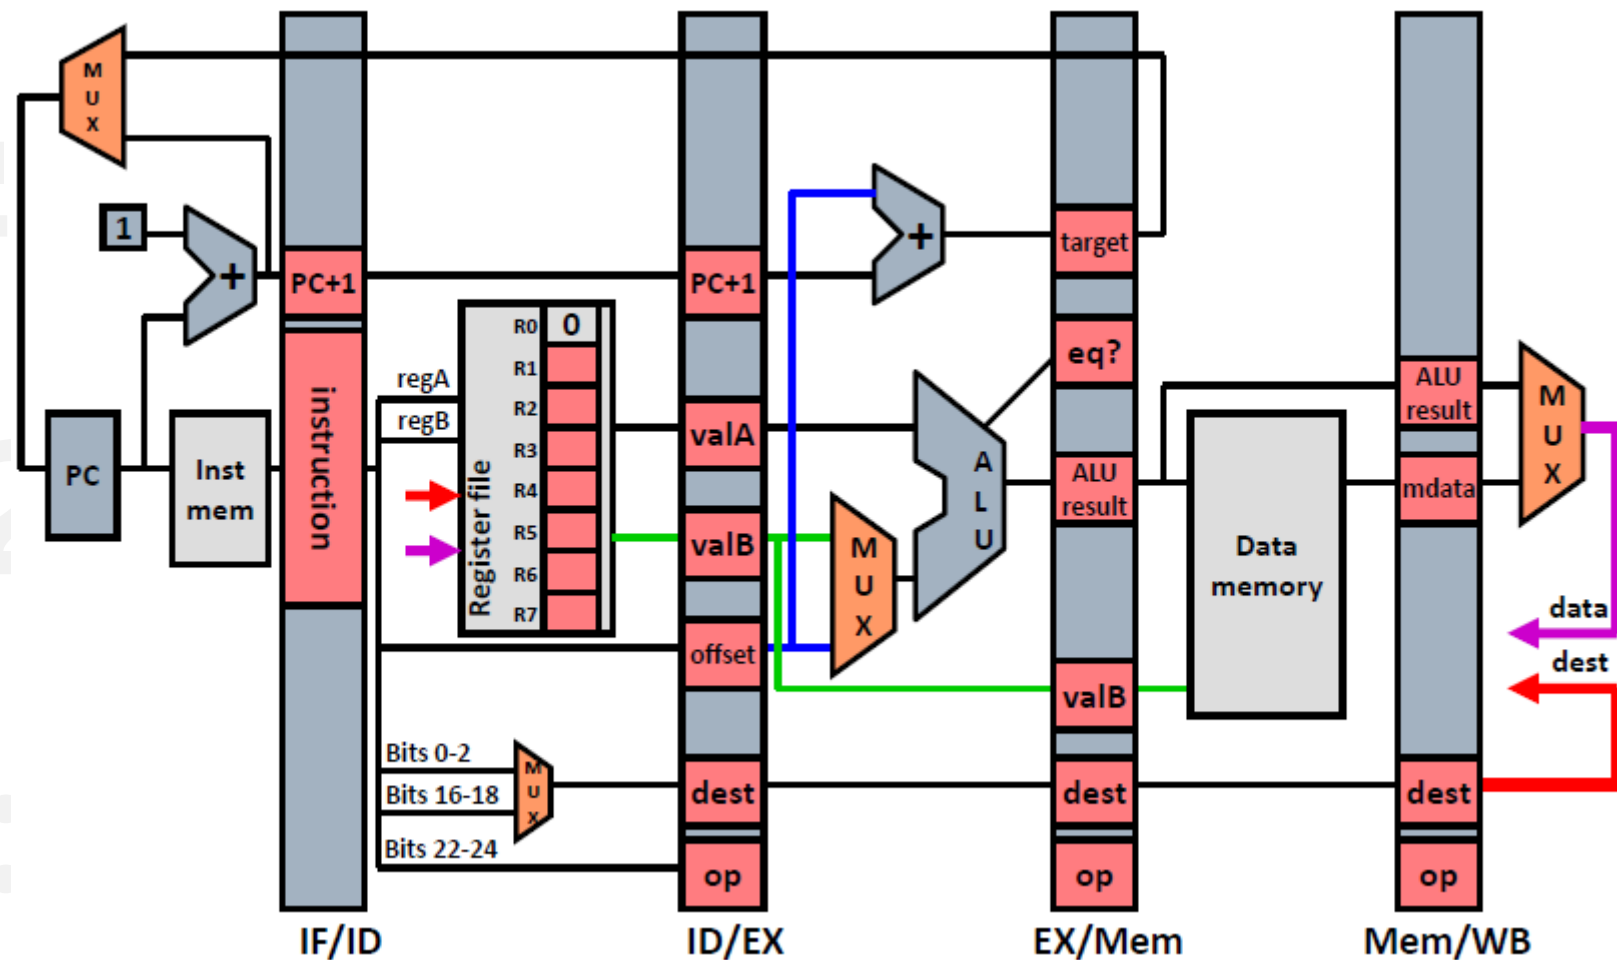 M
U
X
1
+
PC
Inst
mem
PC+1
instruction
IF/ID
regA
regB
Register file
R0
0
R1
R2
R3
R4
R5
R6
R7
Bits 0-2
Bits 16-18
Bits 22-24
M
U
X
PC+1
valA
valB
offset
dest
op
ID/EX
+
M
U
X
A
L
U
target
eq?
ALU
result
valB
dest
op
EX/Mem
Data
memory
ALU
result
mdata
dest
op
Mem/WB
M
U
X
data
dest